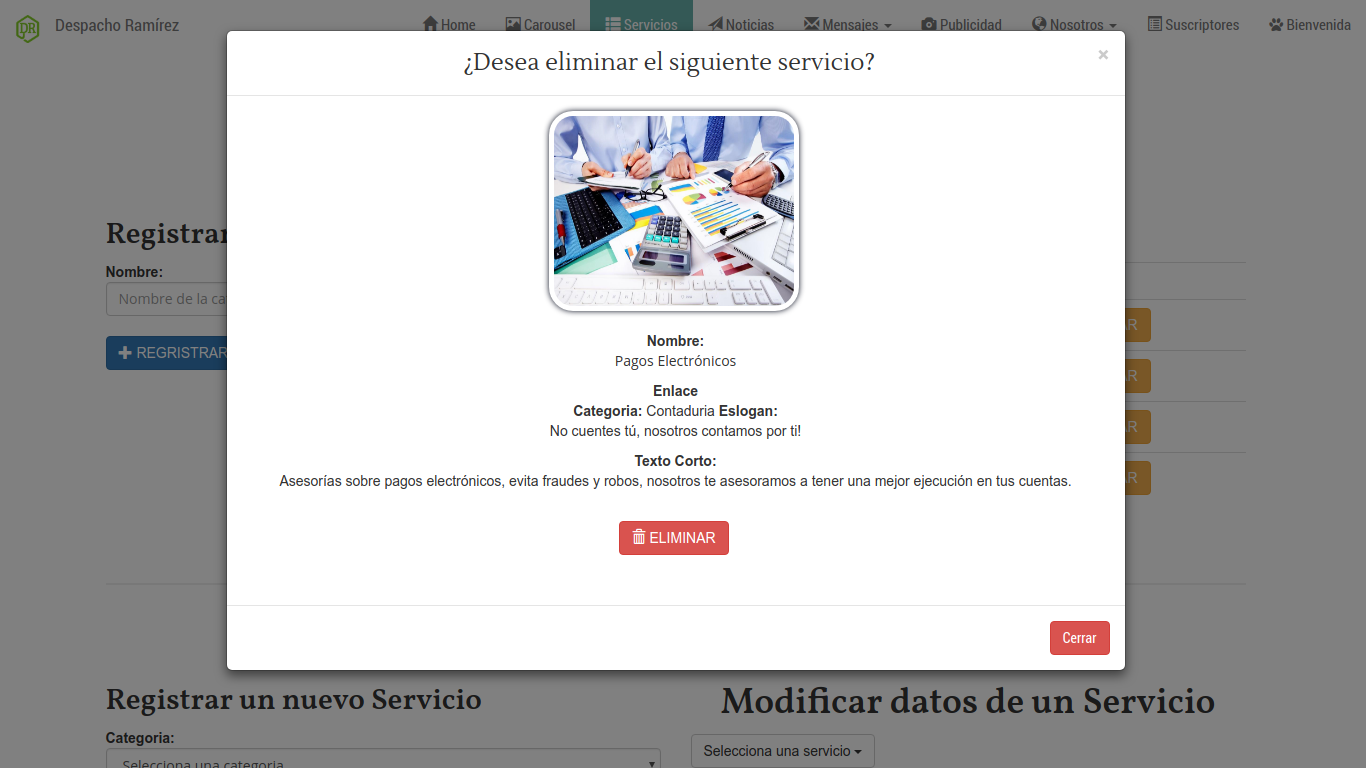 DR Despacho Ramírez Home Carousel Servicios Noticias Mensajes Publicidad Nosotros Suscriptores Bienvenida
¿Desea eliminar el siguiente servicio? ×
Registrar
Nombre:
Nombre de la
REGRISTRAR
Nombre:
Pagos Electrónicos
Enlace
Categoria: Contaduria Eslogan:
No cuentes tú, nosotros contamos por ti!
Texto Corto:
Asesorías sobre pagos electrónicos, evita fraudes y robos, nosotros te asesoramos a tener una mejor ejecución en tus cuentas.
ELIMINAR
Cerrar
Registrar un nuevo Servicio
Categoria:
Selecciona una categoria
Modificar datos de un Servicio
Selecciona una servicio